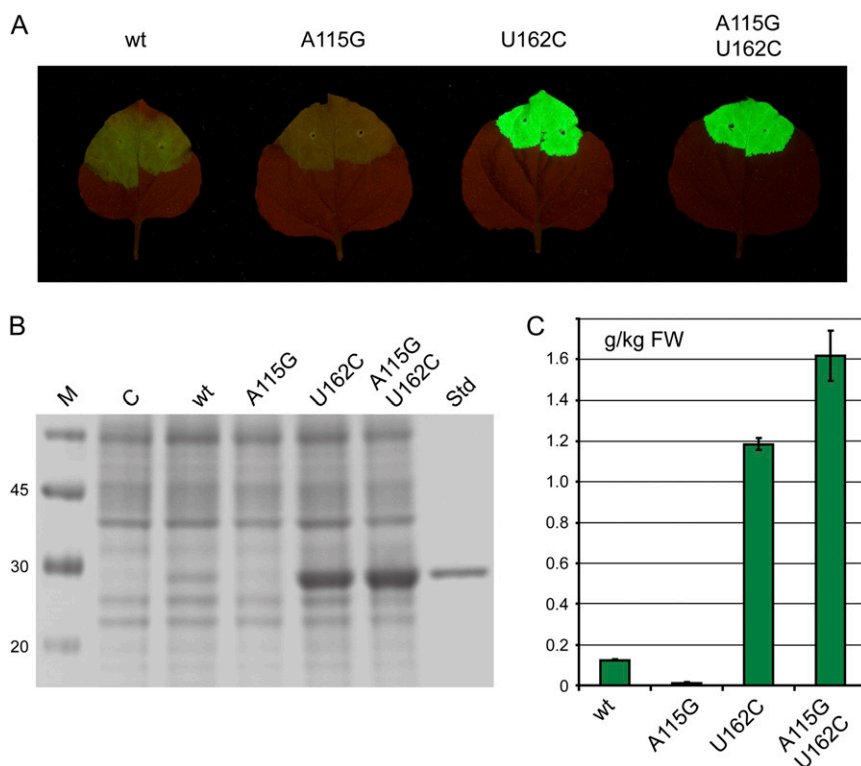 A
wt
A115G
U162C
A115G
U162C
B
M
C
wt
A115G
U162C
A115G
U162C
Std
45
30
20
C
g/kg FW
1.6
1.4
1.2
1.0
0.8
0.6
0.4
0.2
0
wt
A115G
U162C
A115G
U162C